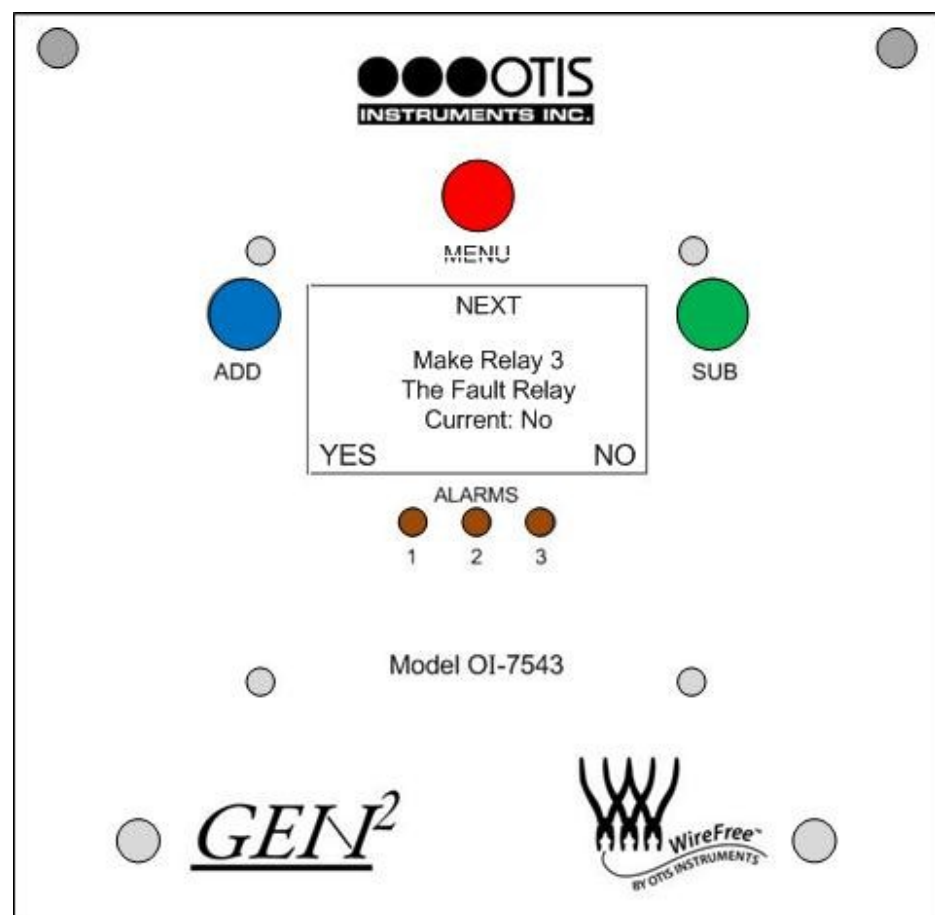 OTIS
INSTRUMENTS INC.
MENU
NEXT
ADD
Make Relay 3
SUB
The Fault Relay
Current: No
YES NO
ALARMS
1 2 3
Model OI-7543
GEN²
WireFree™
BY OTIS INSTRUMENTS